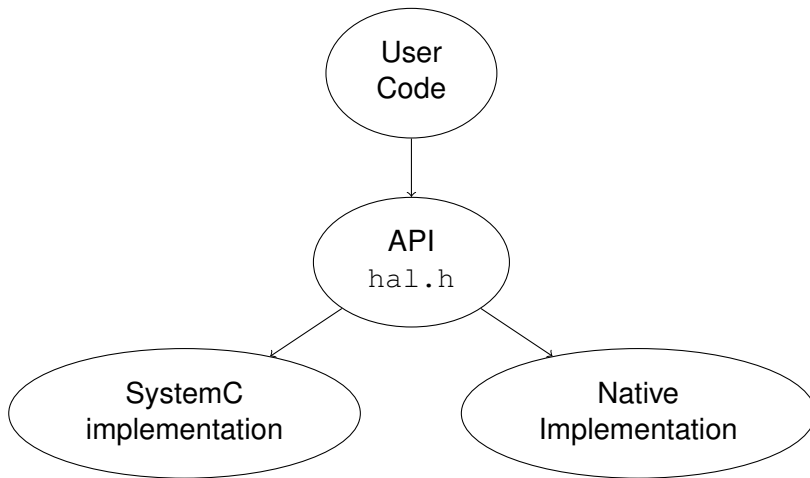 User
Code
API
hal.h
SystemC
implementation
Native
Implementation